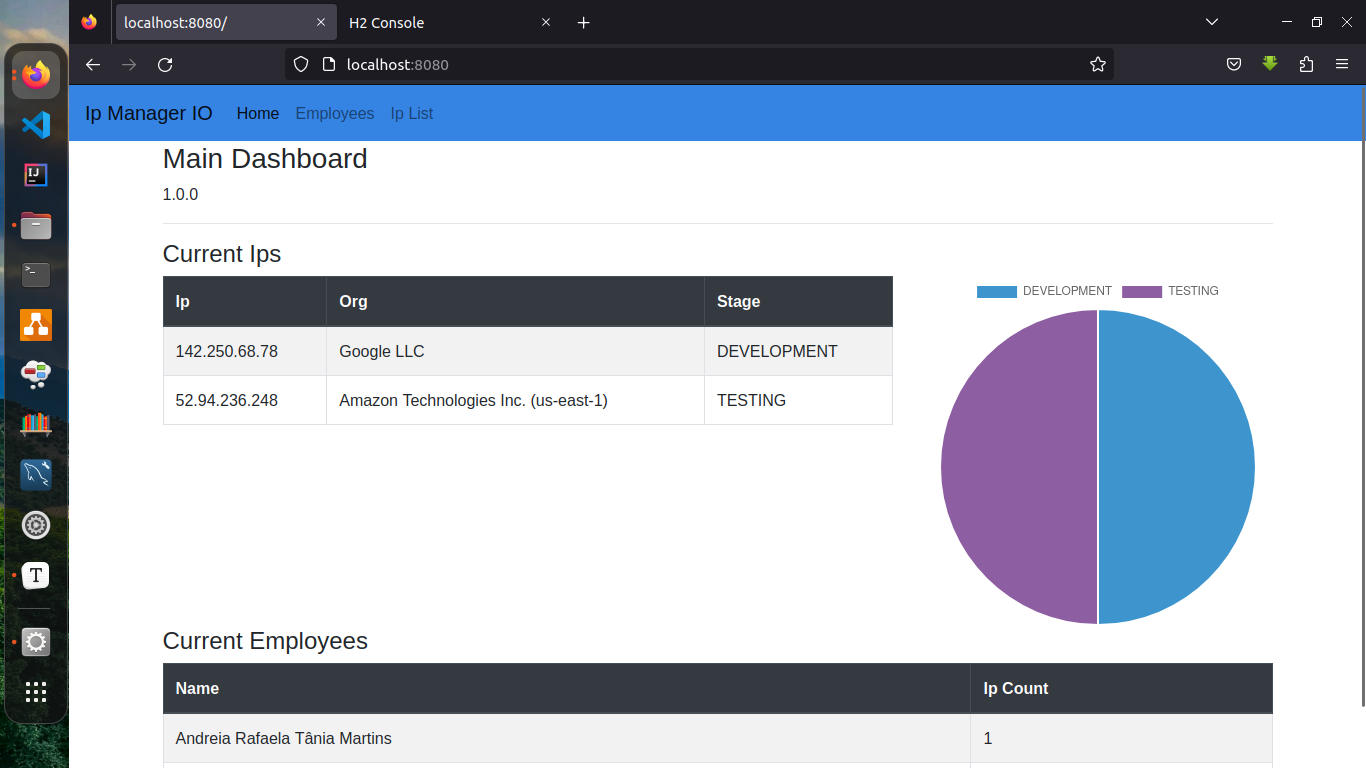 localhost:8080/
H2 Console
localhost:8080
Ip Manager IO Home Employees Ip List
Main Dashboard
1.0.0
Current Ips
Ip Org Stage
142.250.68.78 Google LLC DEVELOPMENT
52.94.236.248 Amazon Technologies Inc. (us-east-1) TESTING
DEVELOPMENT TESTING
Current Employees
Name Ip Count
Andreia Rafaela Tânia Martins 1
IJ
T